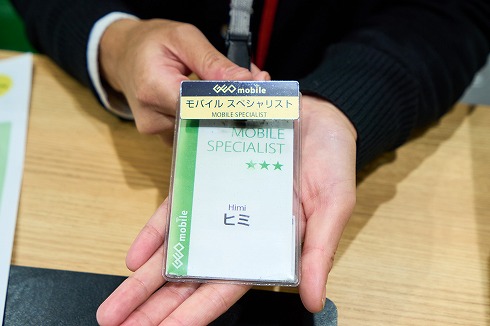 GEO mobile
モバイル スペシャリスト
MOBILE SPECIALIST
MOBILE
SPECIALIST
★★★
Himi
ヒミ
GEO mobile